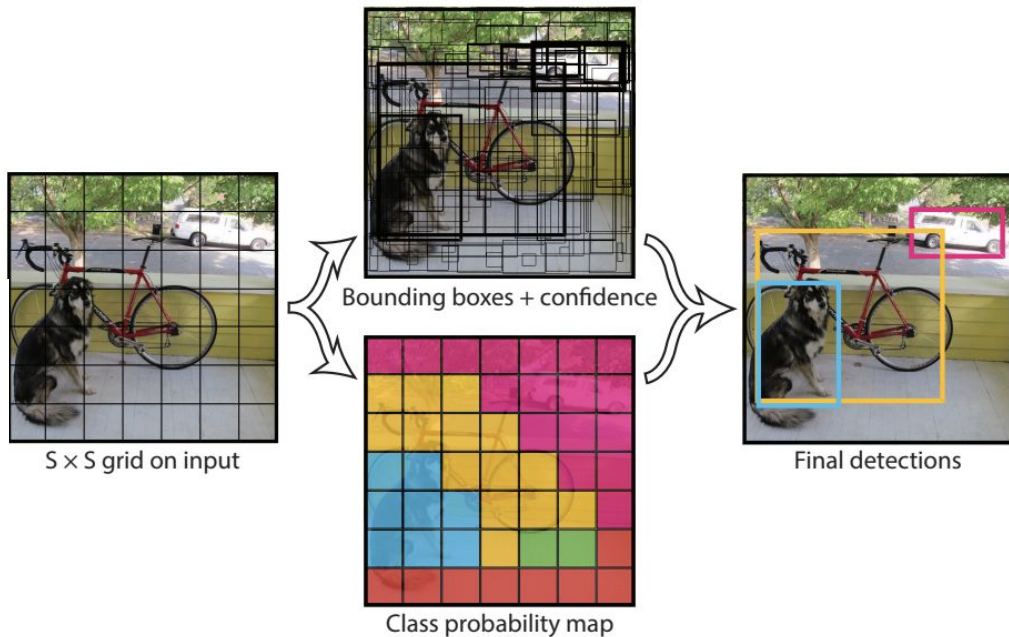 S × S grid on input
Bounding boxes + confidence
Class probability map
Final detections